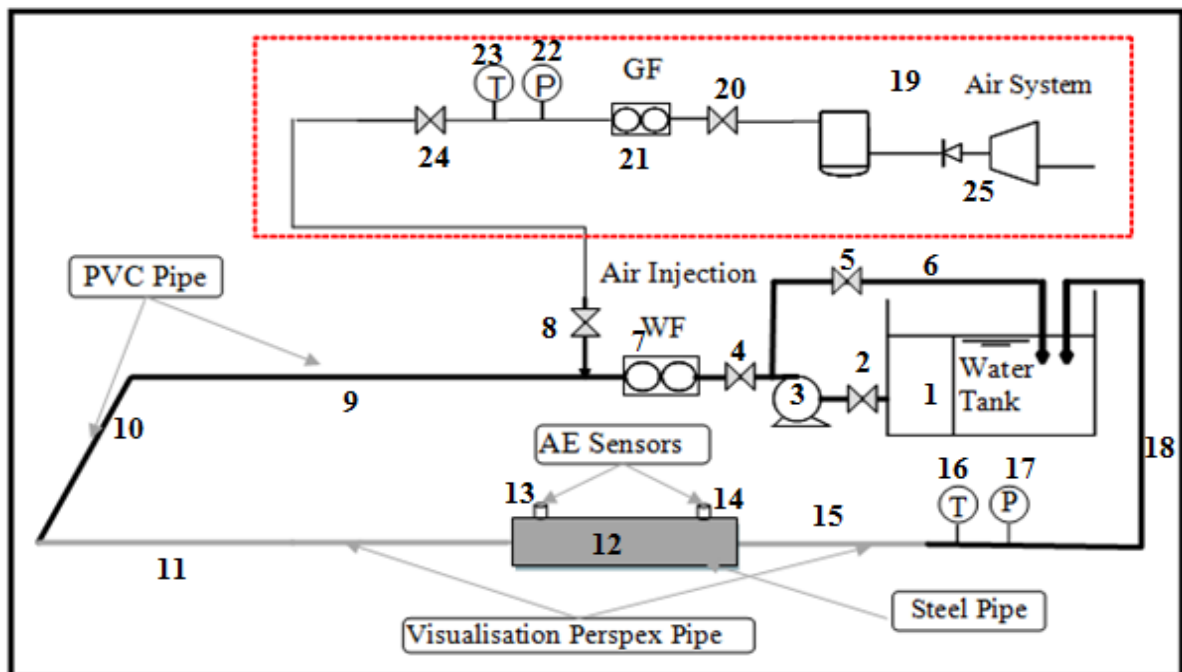 23
22
GF
20
19
Air System
T
P
24
21
25
PVC Pipe
Air Injection
5
6
8
WF
7
4
2
3
1
Water
Tank
9
10
AE Sensors
13
14
16
17
18
15
T
P
12
11
Steel Pipe
Visualisation Perspex Pipe